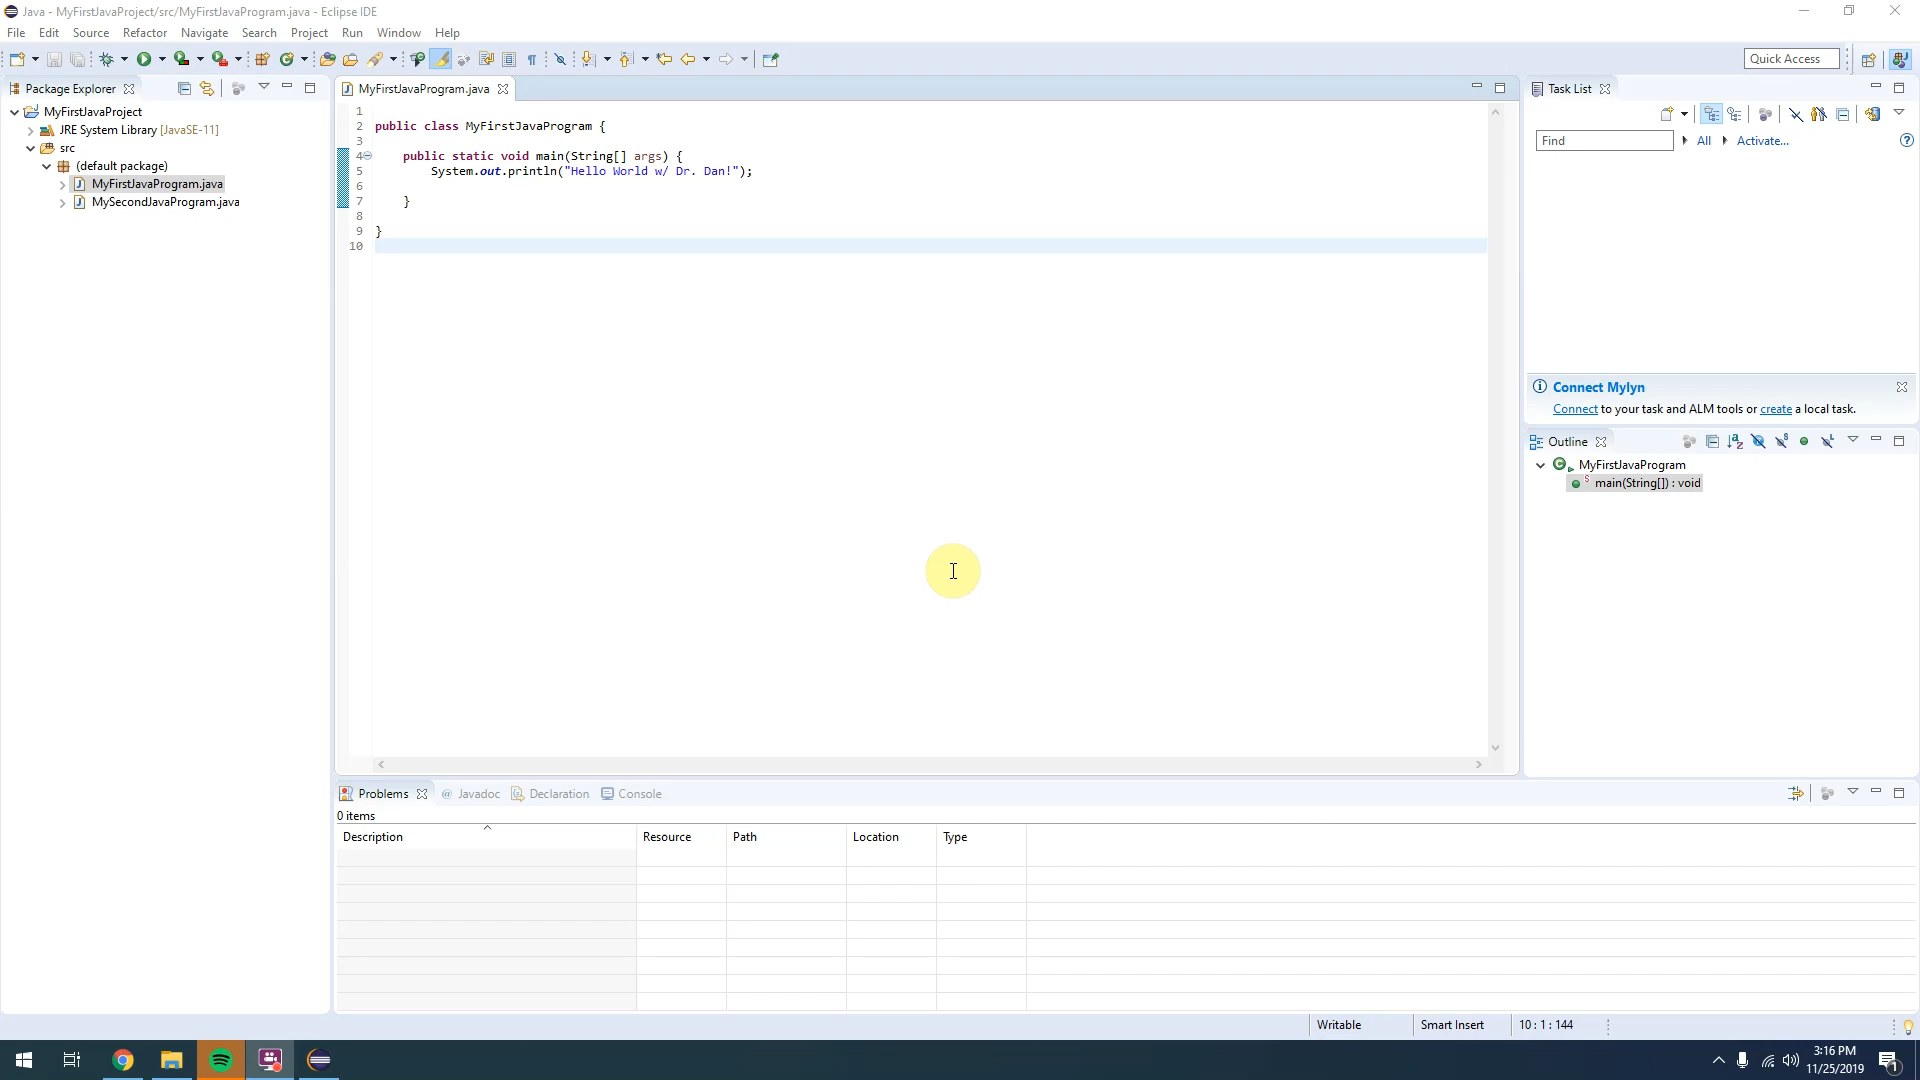 Java - MyFirstJavaProject/src/MyFirstJavaProgram.java - Eclipse IDE
File Edit Source Refactor Navigate Search Project Run Window Help
Quick Access
Package Explorer
MyFirstJavaProject
JRE System Library [JavaSE-11]
src
(default package)
MyFirstJavaProgram.java
MySecondJavaProgram.java
MyFirstJavaProgram.java
1
2 public class MyFirstJavaProgram {
3
4 public static void main(String[] args) {
5 System.out.println("Hello World w/ Dr. Dan!");
6
7 }
8
9 }
10
Task List
Find All Activate...
Connect Mylyn
Connect to your task and ALM tools or create a local task.
Outline
MyFirstJavaProgram
main(String[]) : void
Problems @ Javadoc Declaration Console
0 items
Description Resource Path Location Type
Writable Smart Insert 10 : 1 : 144
3:16 PM
11/25/2019
1